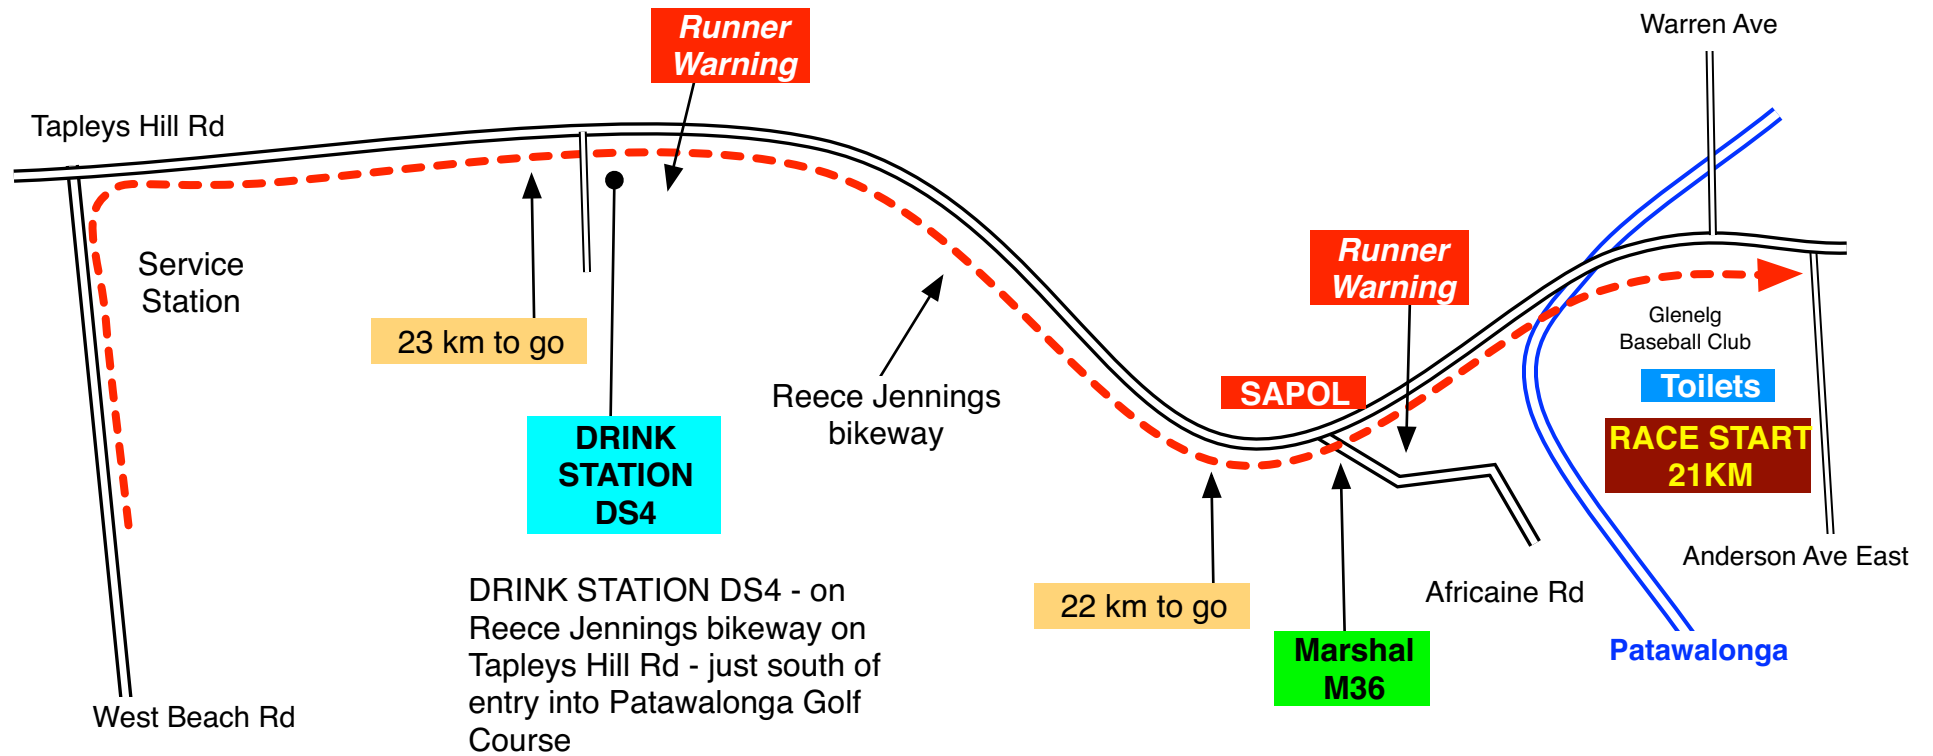 Runner
Warning
Warren Ave
Tapleys Hill Rd
Service
Station
Runner
Warning
23 km to go
Glenelg
Baseball Club
Toilets
SAPOL
Reece Jennings
bikeway
DRINK
STATION
DS4
RACE START
21KM
Anderson Ave East
DRINK STATION DS4 - on
Reece Jennings bikeway on
Tapleys Hill Rd - just south of
entry into Patawalonga Golf
Course
22 km to go
Africaine Rd
Marshal
M36
Patawalonga
West Beach Rd